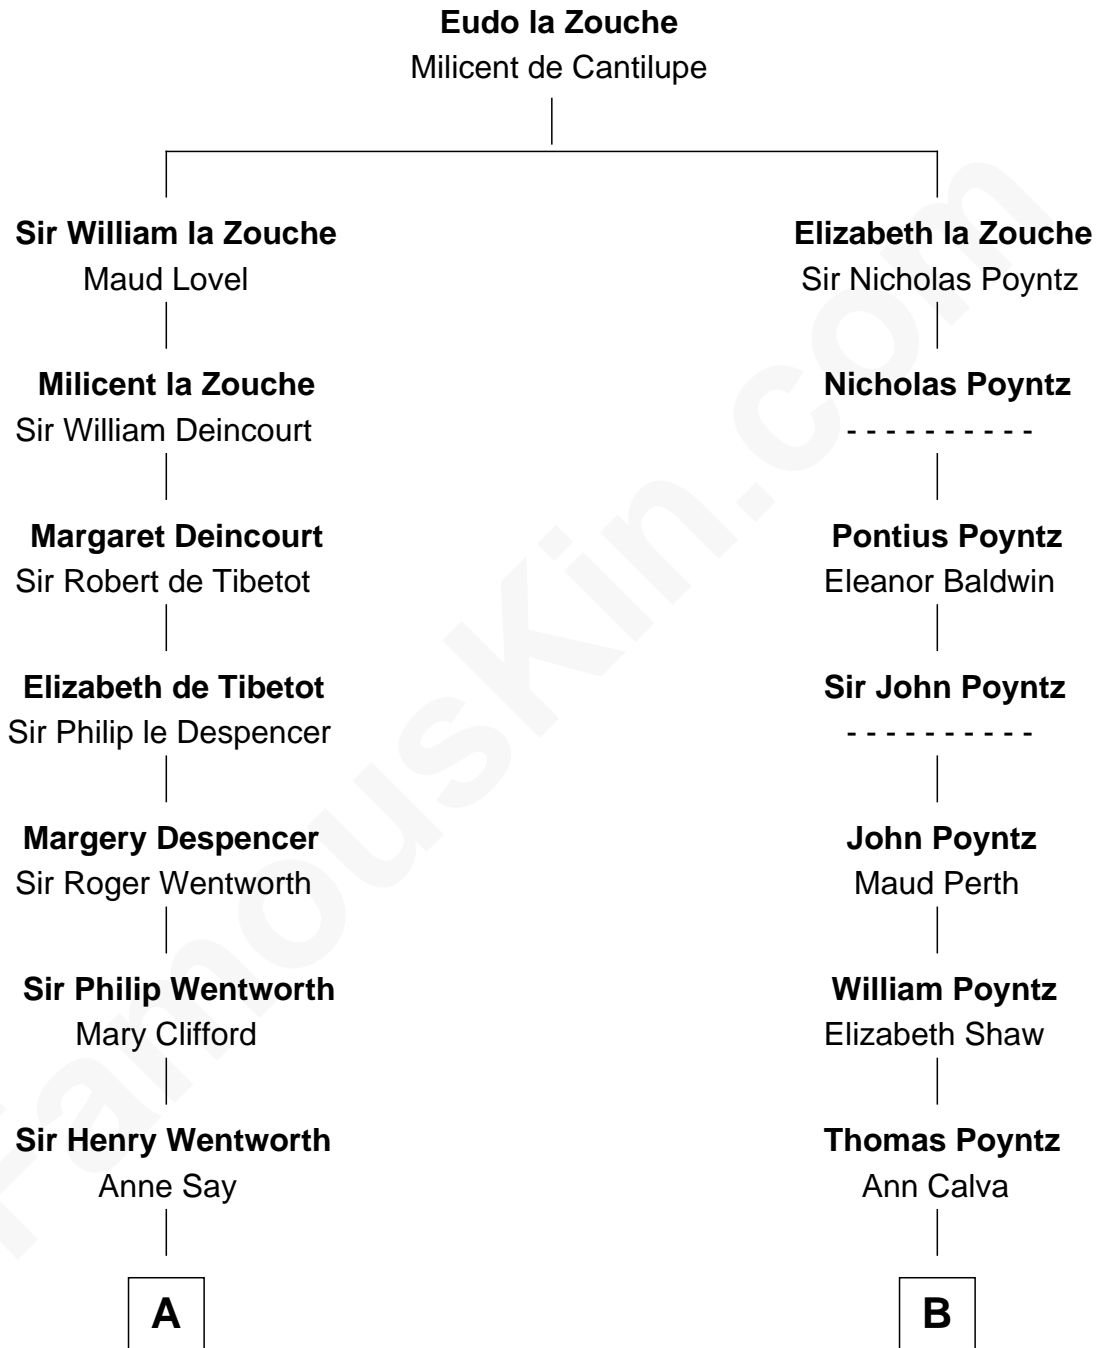 Eudo la Zouche
Milicent de Cantilupe
Sir William la Zouche
Maud Lovel
Elizabeth la Zouche
Sir Nicholas Poyntz
Milicent la Zouche
Sir William Deincourt
Nicholas Poyntz
- - - - - - - - - -
Margaret Deincourt
Sir Robert de Tibetot
Pontius Poyntz
Eleanor Baldwin
Elizabeth de Tibetot
Sir Philip le Despencer
Sir John Poyntz
- - - - - - - - - -
Margery Despencer
Sir Roger Wentworth
John Poyntz
Maud Perth
Sir Philip Wentworth
Mary Clifford
William Poyntz
Elizabeth Shaw
Sir Henry Wentworth
Anne Say
Thomas Poyntz
Ann Calva
A
B
FamousKin.com